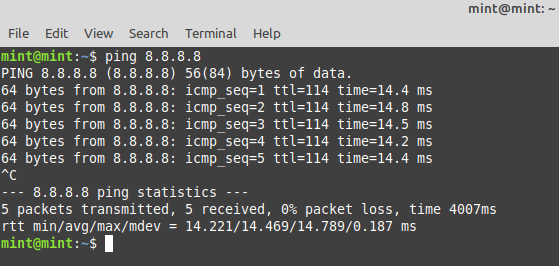 mint@mint: ~
File Edit View Search Terminal Help
mint@mint:~$ ping 8.8.8.8
PING 8.8.8.8 (8.8.8.8) 56(84) bytes of data.
64 bytes from 8.8.8.8: icmp_seq=1 ttl=114 time=14.4 ms
64 bytes from 8.8.8.8: icmp_seq=2 ttl=114 time=14.8 ms
64 bytes from 8.8.8.8: icmp_seq=3 ttl=114 time=14.5 ms
64 bytes from 8.8.8.8: icmp_seq=4 ttl=114 time=14.2 ms
64 bytes from 8.8.8.8: icmp_seq=5 ttl=114 time=14.4 ms
^C
--- 8.8.8.8 ping statistics ---
5 packets transmitted, 5 received, 0% packet loss, time 4007ms
rtt min/avg/max/mdev = 14.221/14.469/14.789/0.187 ms
mint@mint:~$